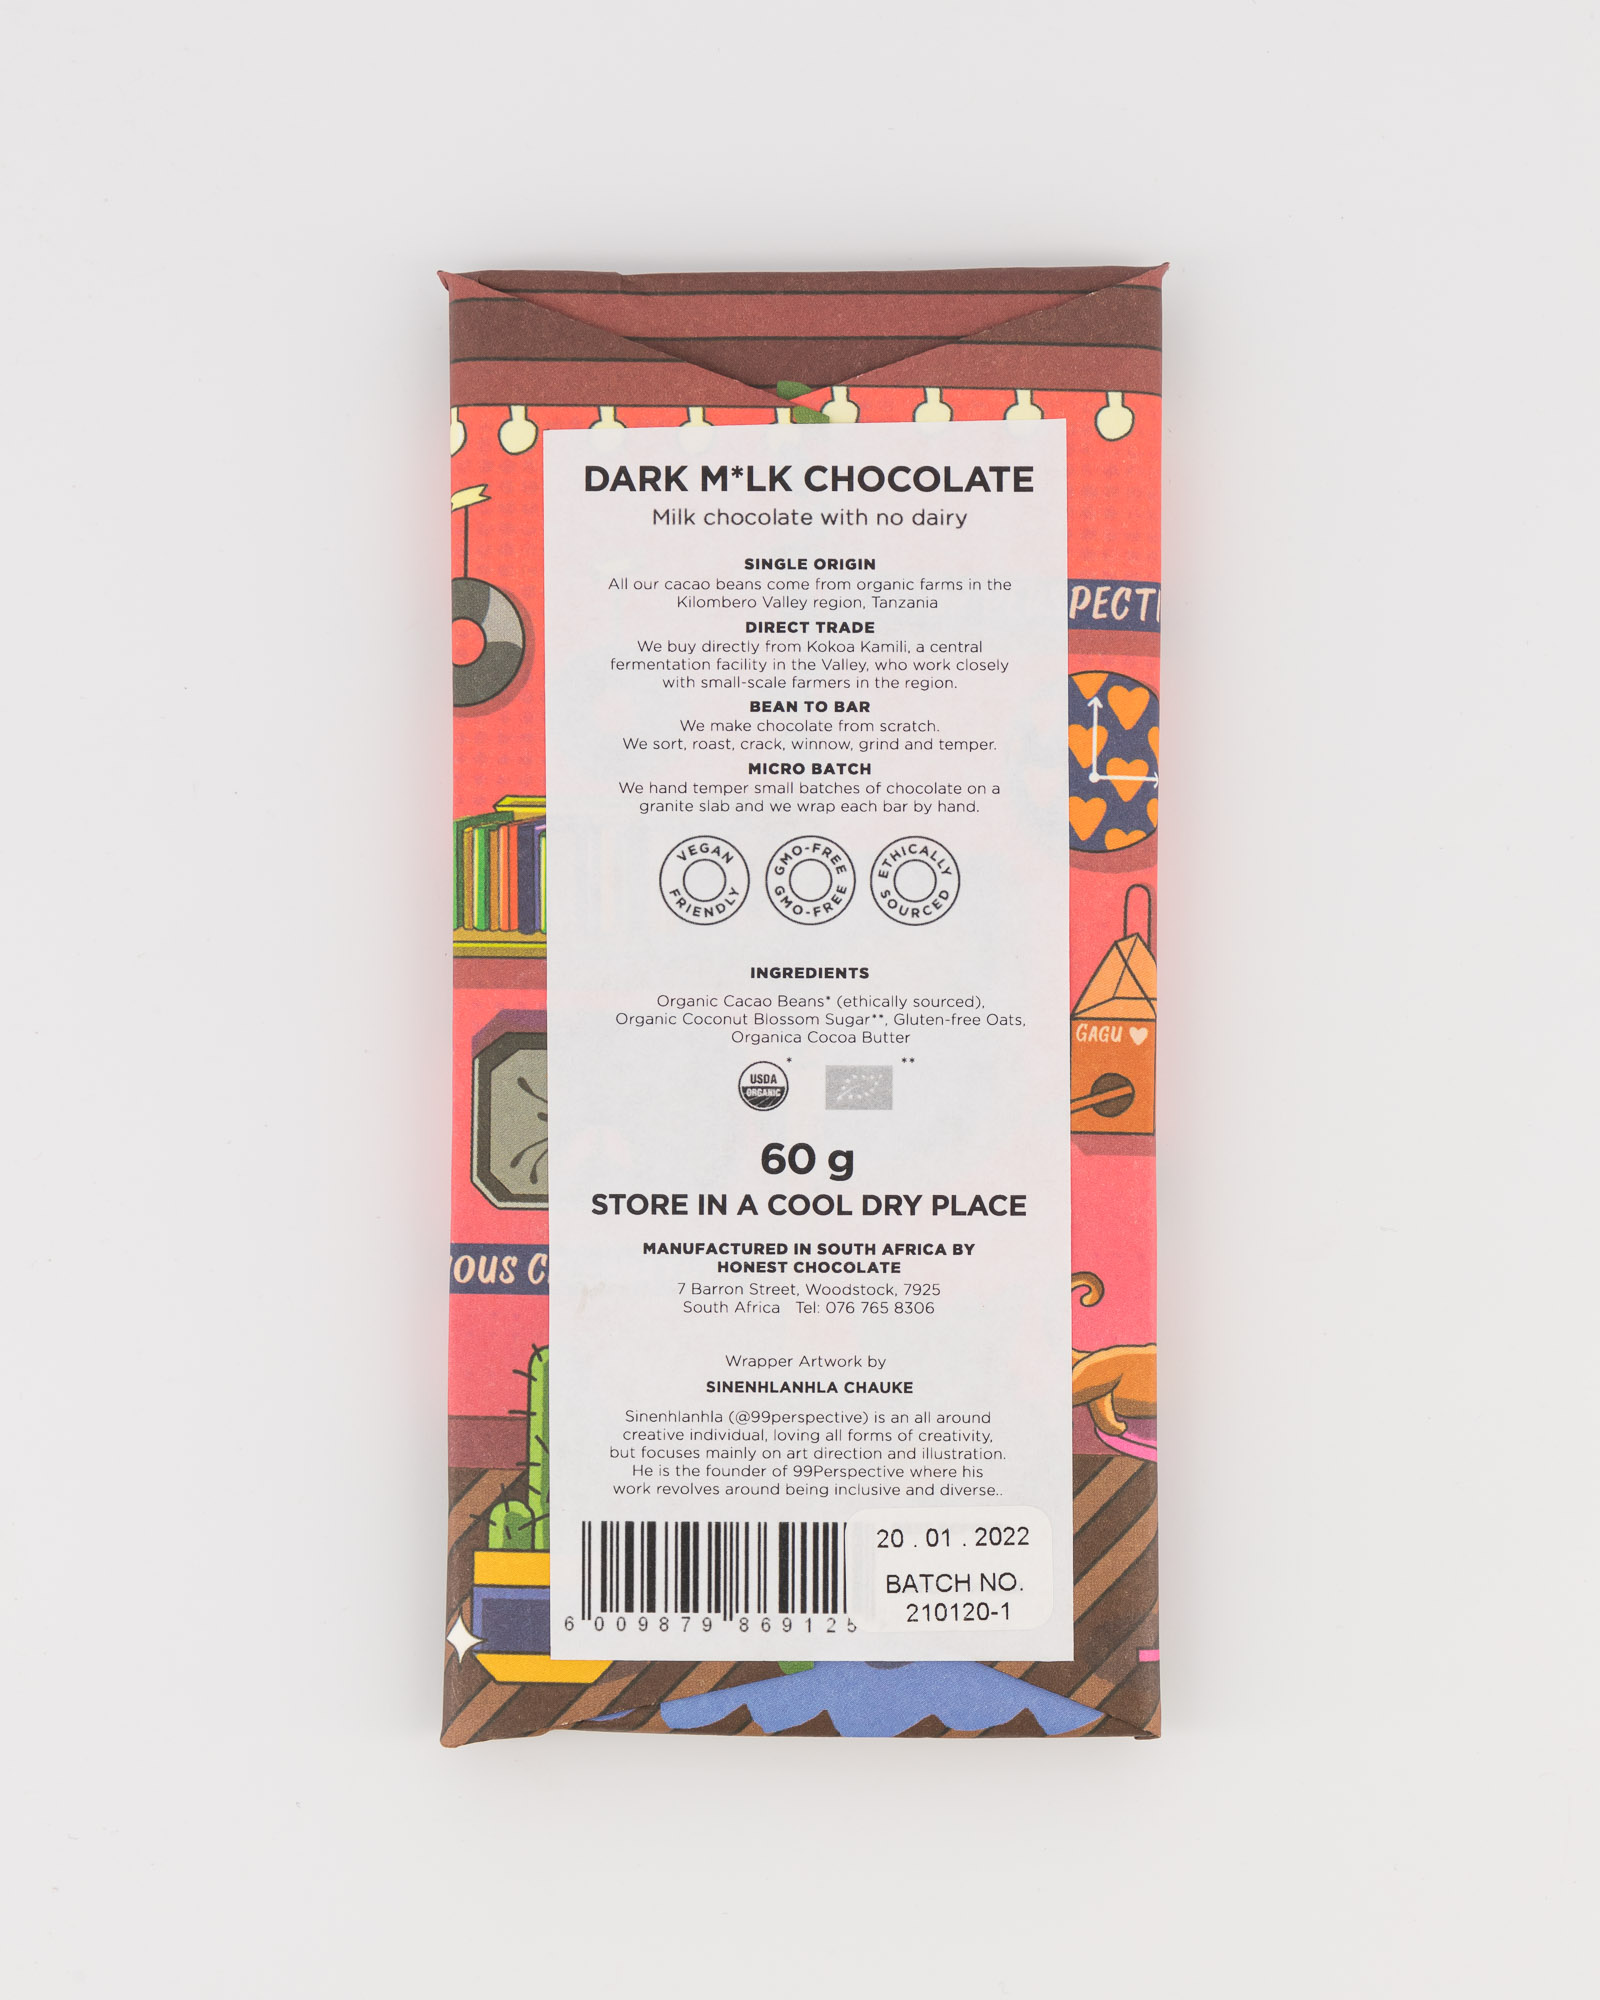 DARK M*LK CHOCOLATE
Milk chocolate with no dairy
SINGLE ORIGIN
All our cacao beans come from organic farms in the
Kilombero Valley region, Tanzania
DIRECT TRADE
We buy directly from Kokoa Kamili, a central
fermentation facility in the Valley, who work closely
with small-scale farmers in the region.
BEAN TO BAR
We make chocolate from scratch.
We sort, roast, crack, winnow, grind and temper.
MICRO BATCH
We hand temper small batches of chocolate on a
granite slab and we wrap each bar by hand.
VEGAN FRIENDLY
GMO-FREE GMO-FREE
ETHICALLY SOURCED
INGREDIENTS
Organic Cacao Beans* (ethically sourced),
Organic Coconut Blossom Sugar**, Gluten-free Oats,
Organica Cocoa Butter
USDA ORGANIC * **
60 g
STORE IN A COOL DRY PLACE
MANUFACTURED IN SOUTH AFRICA BY
HONEST CHOCOLATE
7 Barron Street, Woodstock, 7925
South Africa Tel: 076 765 8306
Wrapper Artwork by
SINENHLANHLA CHAUKE
Sinenhlanhla (@99perspective) is an all around
creative individual, loving all forms of creativity,
but focuses mainly on art direction and illustration.
He is the founder of 99Perspective where his
work revolves around being inclusive and diverse..
6 009879 869125
20 . 01 . 2022
BATCH NO.
210120-1
PECTI
GAGU
IOUS C